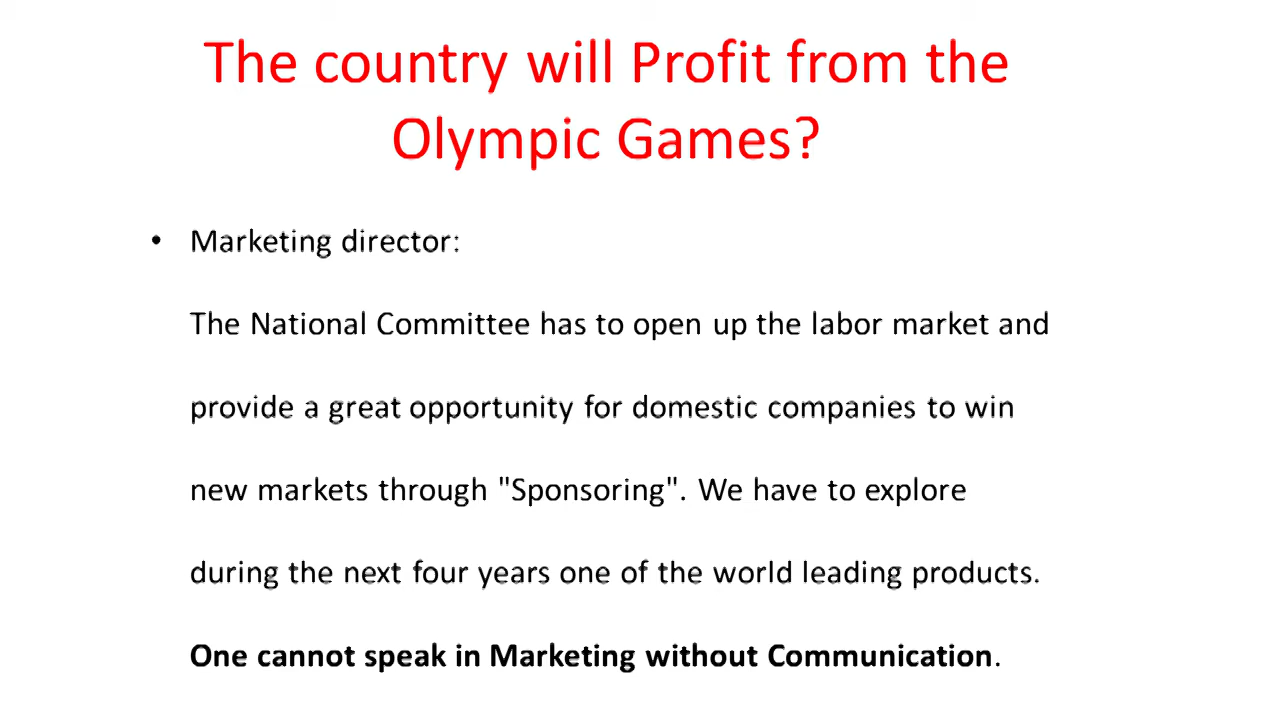 The country will Profit from the
Olympic Games?
• Marketing director:
The National Committee has to open up the labor market and
provide a great opportunity for domestic companies to win
new markets through "Sponsoring". We have to explore
during the next four years one of the world leading products.
One cannot speak in Marketing without Communication.